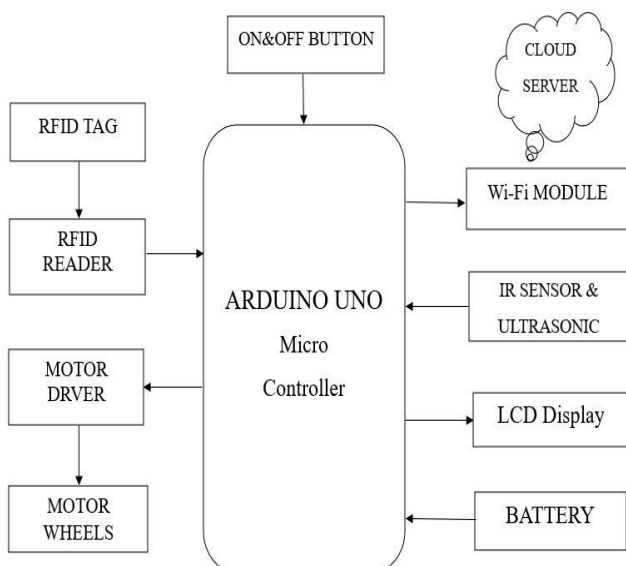 ON&OFF BUTTON
CLOUD
SERVER
RFID TAG
Wi-Fi MODULE
RFID
READER
ARDUINO UNO
Micro
Controller
IR SENSOR &
ULTRASONIC
MOTOR
DRVER
LCD Display
MOTOR
WHEELS
BATTERY